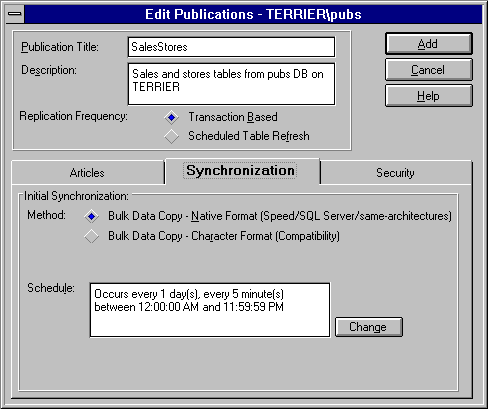 Edit Publications - TERRIER\pubs
Publication Title: SalesStores
Add
Description: Sales and stores tables from pubs DB on
TERRIER
Cancel
Help
Replication Frequency: Transaction Based
Scheduled Table Refresh
Articles Synchronization Security
Initial Synchronization:
Method: Bulk Data Copy - Native Format (Speed/SQL Server/same-architectures)
Bulk Data Copy - Character Format (Compatibility)
Schedule: Occurs every 1 day(s), every 5 minute(s)
between 12:00:00 AM and 11:59:59 PM
Change